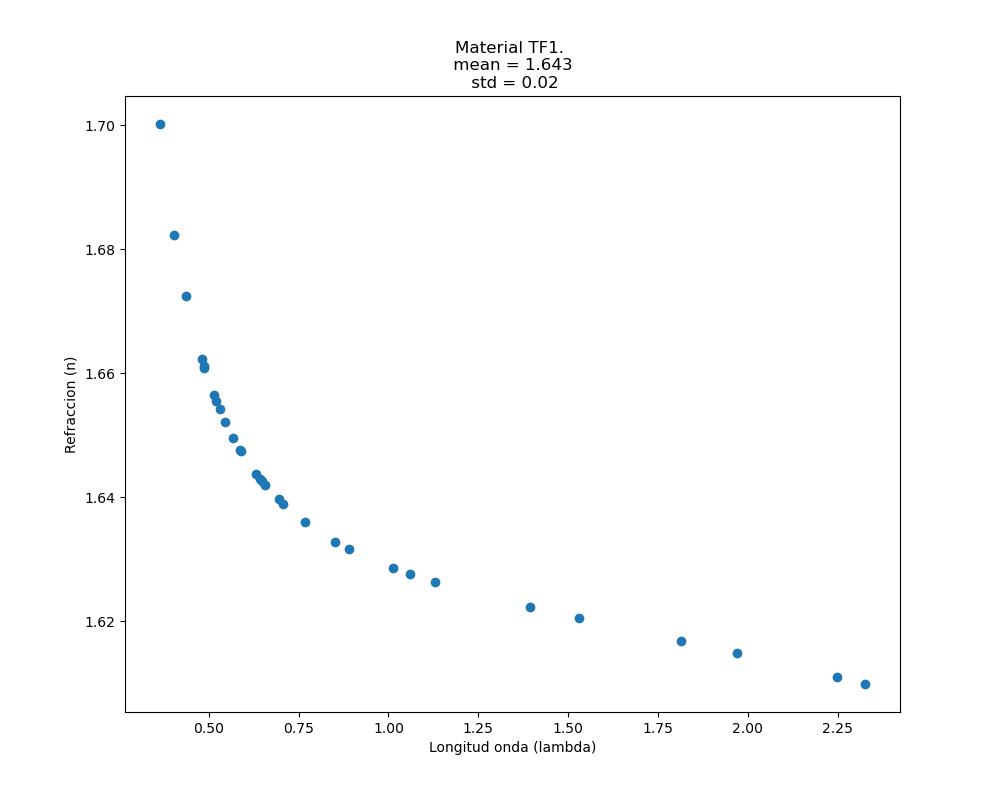 Material TF1.
mean = 1.643
std = 0.02
1.70
1.68
1.66
1.64
1.62
Refraccion (n)
0.50 0.75 1.00 1.25 1.50 1.75 2.00 2.25
Longitud onda (lambda)